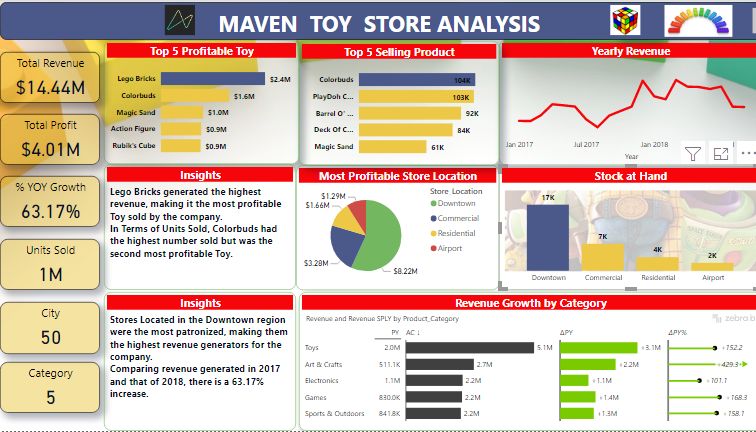 MAVEN TOY STORE ANALYSIS
Total Revenue
$14.44M
Total Profit
$4.01M
% YOY Growth
63.17%
Units Sold
1M
City
50
Category
5
Top 5 Profitable Toy
Lego Bricks $2.4M
Colorbuds $1.6M
Magic Sand $1.0M
Action Figure $0.9M
Rubik's Cube $0.9M
Top 5 Selling Product
Colorbuds 104K
PlayDoh C... 103K
Barrel O' ... 92K
Deck Of C... 84K
Magic Sand 61K
Yearly Revenue
Jan 2017 Jul 2017 Jan 2018
Year
Insights
Lego Bricks generated the highest
revenue, making it the most profitable
Toy sold by the company.
In Terms of Units Sold, Colorbuds had
the highest number sold but was the
second most profitable Toy.
Most Profitable Store Location
$1.29M
$1.66M
$3.28M
$8.22M
Store_Location
Downtown
Commercial
Residential
Airport
Stock at Hand
17K 7K 4K 2K
Downtown Commercial Residential Airport
Insights
Stores Located in the Downtown region
were the most patronized, making them
the highest revenue generators for the
company.
Comparing revenue generated in 2017
and that of 2018, there is a 63.17%
increase.
Revenue Growth by Category
Revenue and Revenue SPLY by Product_Category
zebra
PY AC ↓ ΔPY ΔPY%
Toys 2.0M 5.1M +3.1M +152.2
Art & Crafts 511.1K 2.7M +2.2M +429.3
Electronics 1.1M 2.2M +1.1M +101.1
Games 830.0K 2.2M +1.4M +168.3
Sports & Outdoors 841.8K 2.2M +1.3M +158.1